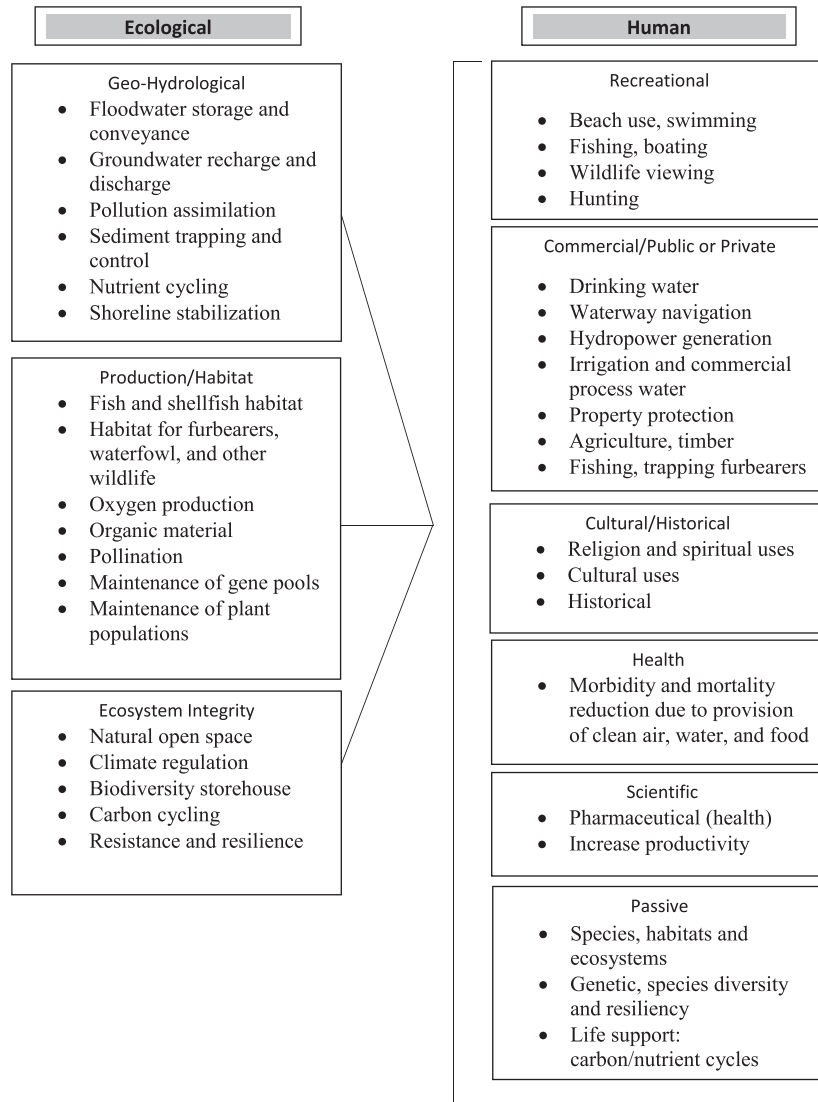 Ecological
Geo-Hydrological
• Floodwater storage and
conveyance
• Groundwater recharge and
discharge
• Pollution assimilation
• Sediment trapping and
control
• Nutrient cycling
• Shoreline stabilization
Production/Habitat
• Fish and shellfish habitat
• Habitat for furbearers,
waterfowl, and other
wildlife
• Oxygen production
• Organic material
• Pollination
• Maintenance of gene pools
• Maintenance of plant
populations
Ecosystem Integrity
• Natural open space
• Climate regulation
• Biodiversity storehouse
• Carbon cycling
• Resistance and resilience
Human
Recreational
• Beach use, swimming
• Fishing, boating
• Wildlife viewing
• Hunting
Commercial/Public or Private
• Drinking water
• Waterway navigation
• Hydropower generation
• Irrigation and commercial
process water
• Property protection
• Agriculture, timber
• Fishing, trapping furbearers
Cultural/Historical
• Religion and spiritual uses
• Cultural uses
• Historical
Health
• Morbidity and mortality
reduction due to provision
of clean air, water, and food
Scientific
• Pharmaceutical (health)
• Increase productivity
Passive
• Species, habitats and
ecosystems
• Genetic, species diversity
and resiliency
• Life support:
carbon/nutrient cycles